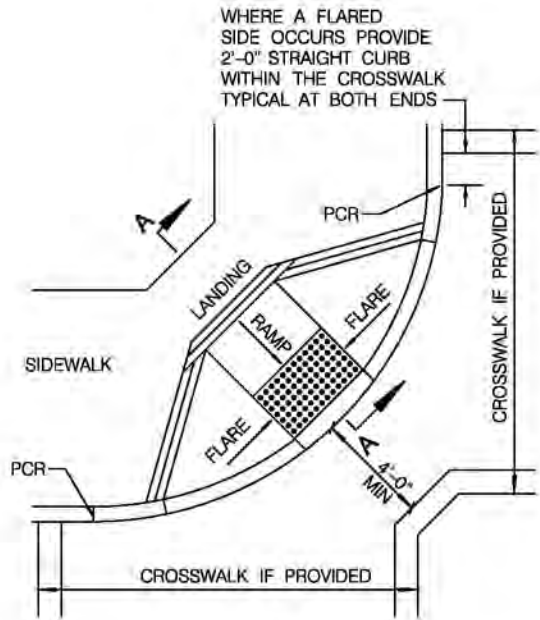 WHERE A FLARED
SIDE OCCURS PROVIDE
2'-0" STRAIGHT CURB
WITHIN THE CROSSWALK
TYPICAL AT BOTH ENDS
A
PCR
CROSSWALK IF PROVIDED
LANDING
RAMP
FLARE
SIDEWALK
FLARE
A
4'-0"
MIN
PCR
CROSSWALK IF PROVIDED